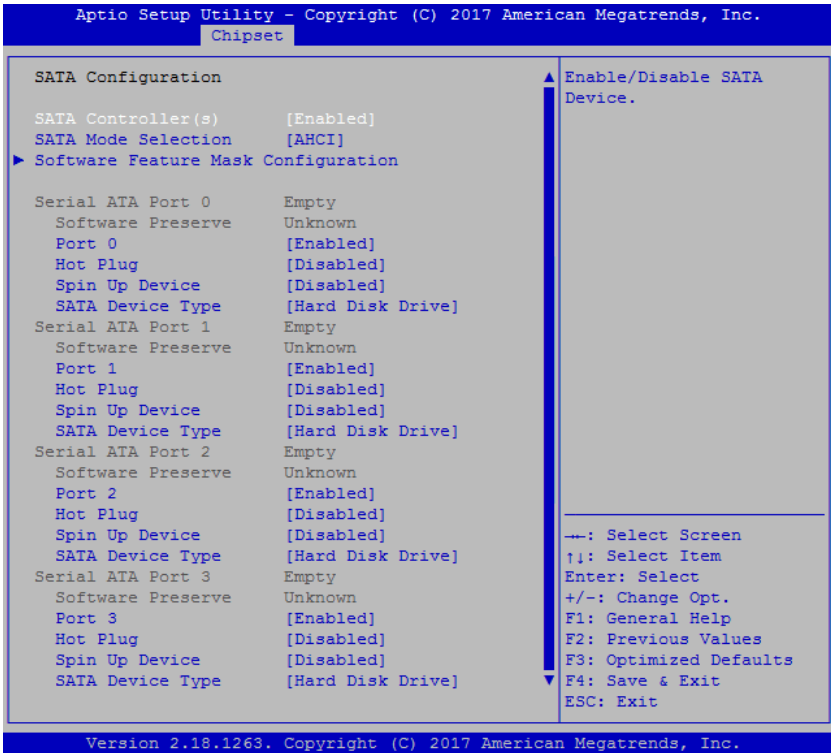 Aptio Setup Utility – Copyright (C) 2017 American Megatrends, Inc.
Chipset
SATA Configuration
SATA Controller(s) [Enabled]
SATA Mode Selection [AHCI]
▶ Software Feature Mask Configuration
Serial ATA Port 0 Empty
Software Preserve Unknown
Port 0 [Enabled]
Hot Plug [Disabled]
Spin Up Device [Disabled]
SATA Device Type [Hard Disk Drive]
Serial ATA Port 1 Empty
Software Preserve Unknown
Port 1 [Enabled]
Hot Plug [Disabled]
Spin Up Device [Disabled]
SATA Device Type [Hard Disk Drive]
Serial ATA Port 2 Empty
Software Preserve Unknown
Port 2 [Enabled]
Hot Plug [Disabled]
Spin Up Device [Disabled]
SATA Device Type [Hard Disk Drive]
Serial ATA Port 3 Empty
Software Preserve Unknown
Port 3 [Enabled]
Hot Plug [Disabled]
Spin Up Device [Disabled]
SATA Device Type [Hard Disk Drive]
Enable/Disable SATA
Device.
→←: Select Screen
↑↓: Select Item
Enter: Select
+/-: Change Opt.
F1: General Help
F2: Previous Values
F3: Optimized Defaults
F4: Save & Exit
ESC: Exit
Version 2.18.1263. Copyright (C) 2017 American Megatrends, Inc.